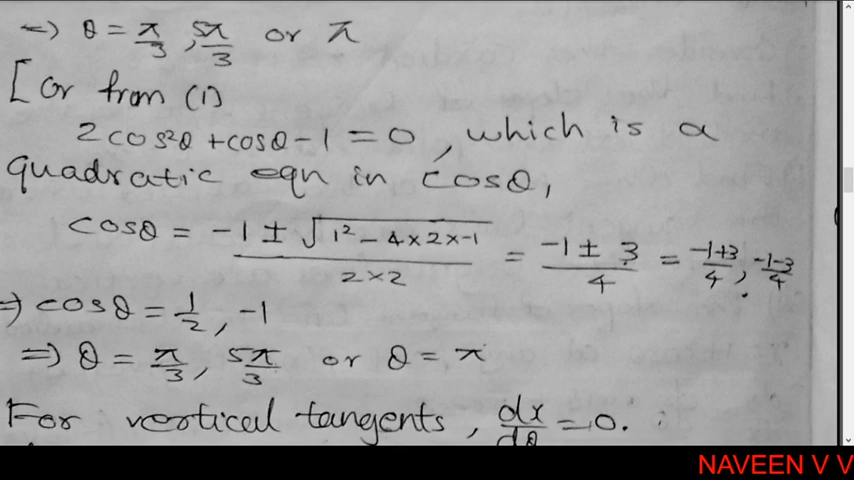 ⇒ θ = π/3, 5π/3 or π
[Or from (1)
2cos²θ + cosθ - 1 = 0, which is a
quadratic eqn in cosθ,
cosθ = (-1 ± √(1² - 4×2×-1))/(2×2) = (-1 ± 3)/4 = (-1+3)/4, (-1-3)/4
⇒ cosθ = 1/2, -1
⇒ θ = π/3, 5π/3 or θ = π
For vertical tangents, dx/dθ = 0.
NAVEEN V V